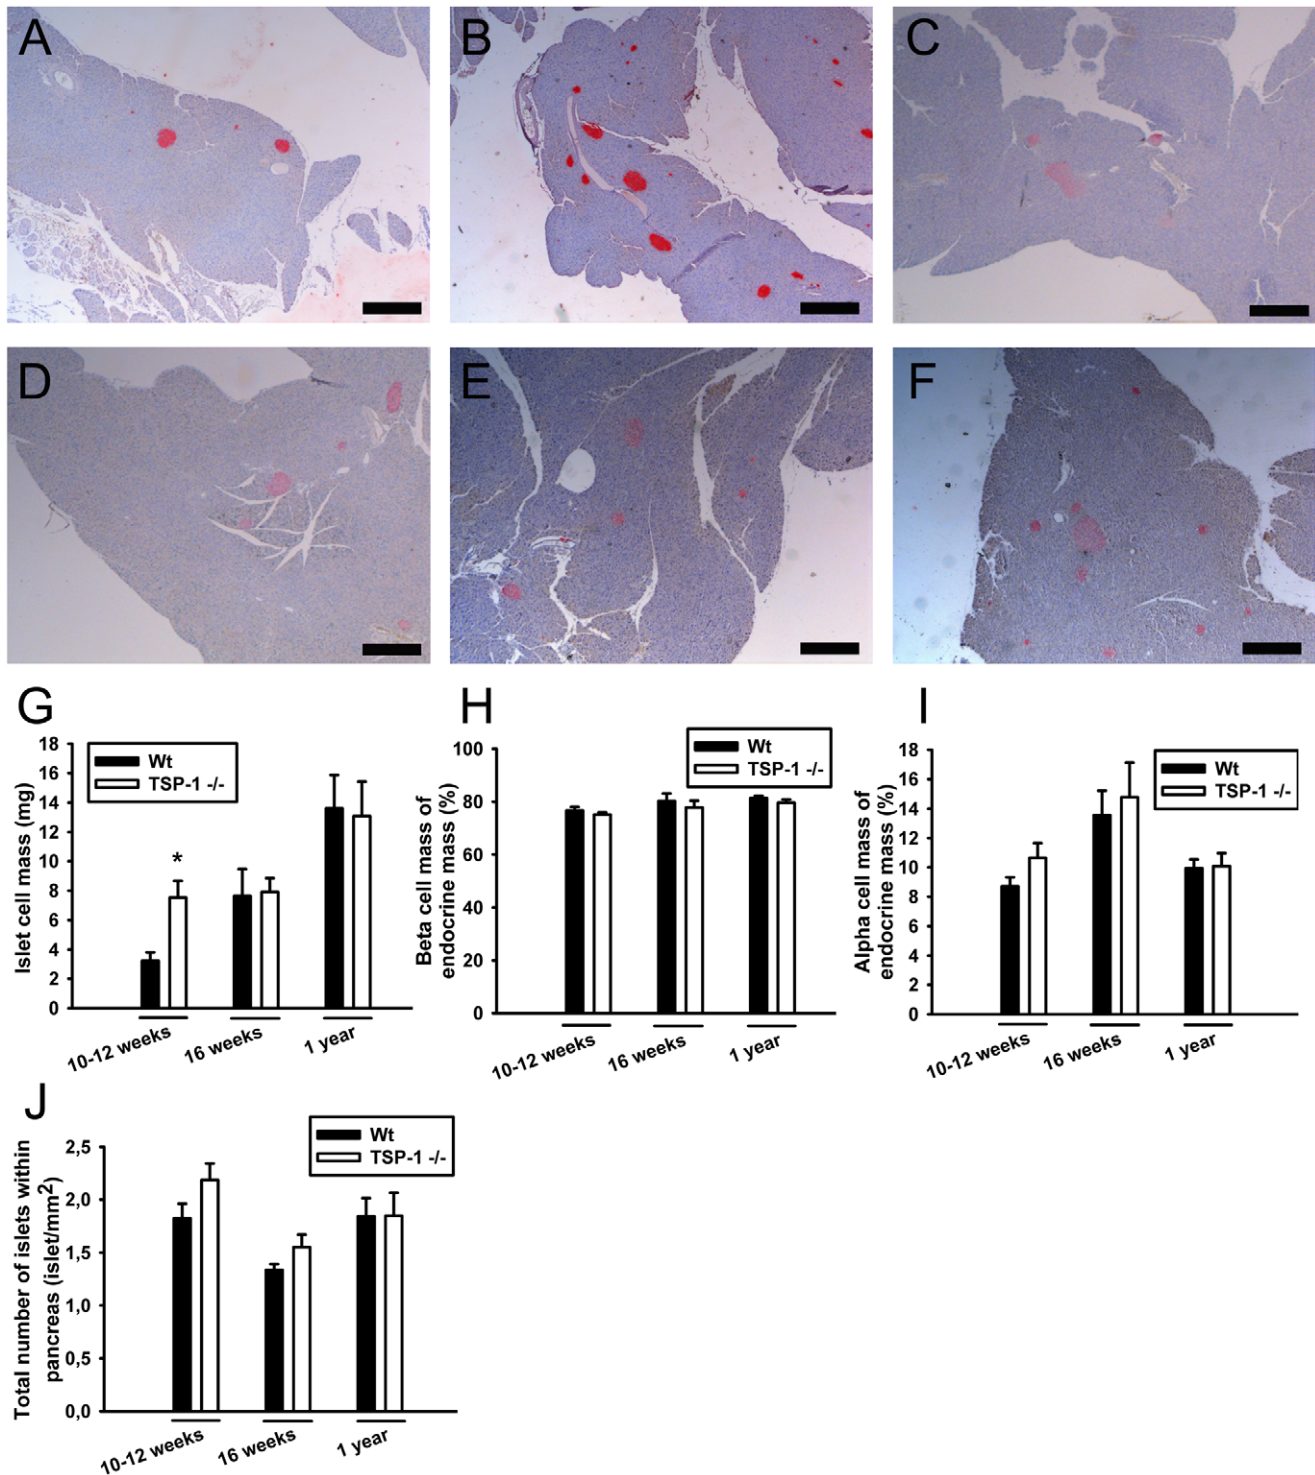 A
B
C
D
E
F
G
Islet cell mass (mg)
18
16
14
12
10
8
6
4
2
0
Wt
TSP-1 -/-
*
10-12 weeks
16 weeks
1 year
H
Beta cell mass of
endocrine mass (%)
100
80
60
40
20
0
Wt
TSP-1 -/-
10-12 weeks
16 weeks
1 year
I
Alpha cell mass of
endocrine mass (%)
18
16
14
12
10
8
6
4
2
0
Wt
TSP-1 -/-
10-12 weeks
16 weeks
1 year
J
Total number of islets within
pancreas (islet/mm²)
2,5
2,0
1,5
1,0
0,5
0,0
Wt
TSP-1 -/-
10-12 weeks
16 weeks
1 year